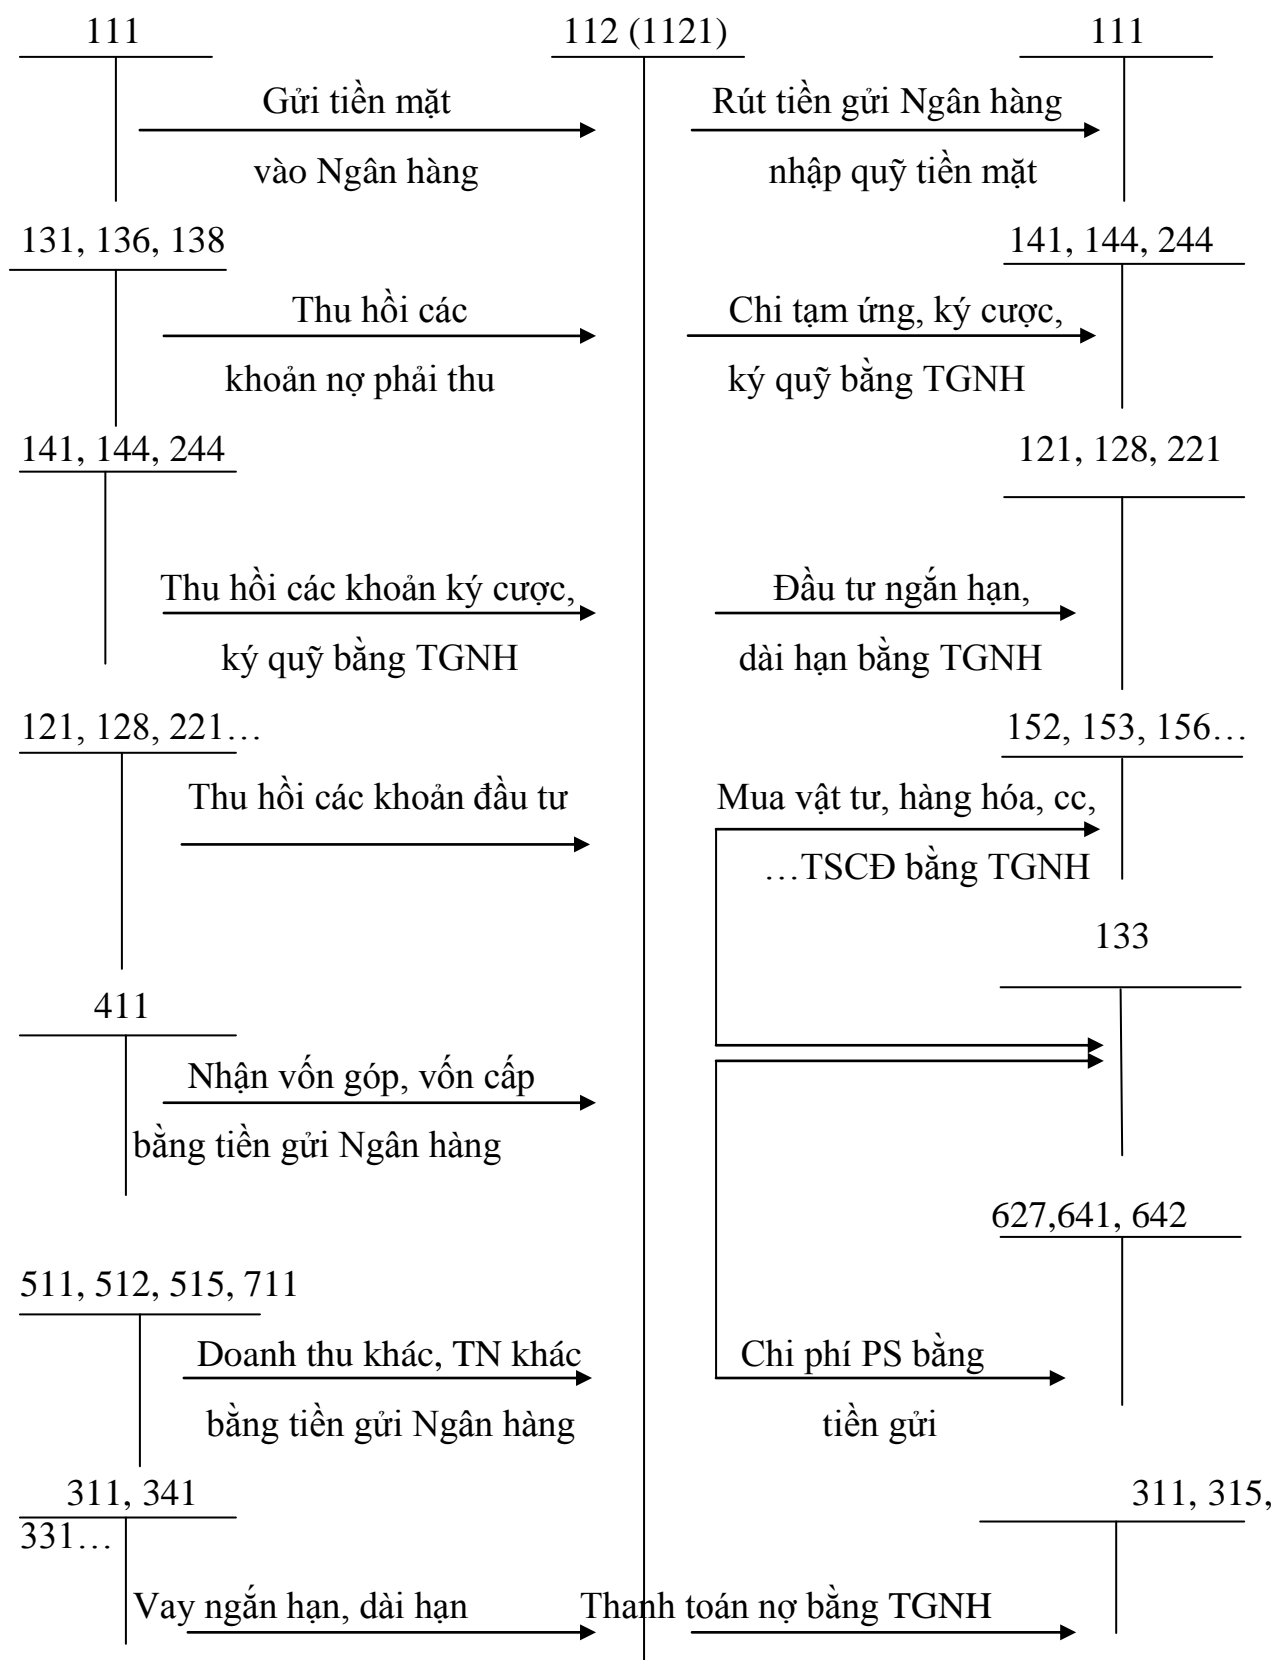 111
112 (1121)
111
Gửi tiền mặt
vào Ngân hàng
Rút tiền gửi Ngân hàng
nhập quỹ tiền mặt
131, 136, 138
141, 144, 244
Thu hồi các
khoản nợ phải thu
Chi tạm ứng, ký cược,
ký quỹ bằng TGNH
141, 144, 244
121, 128, 221
Thu hồi các khoản ký cược,
ký quỹ bằng TGNH
Đầu tư ngắn hạn,
dài hạn bằng TGNH
121, 128, 221…
152, 153, 156…
Thu hồi các khoản đầu tư
Mua vật tư, hàng hóa, cc,
…TSCĐ bằng TGNH
133
411
Nhận vốn góp, vốn cấp
bằng tiền gửi Ngân hàng
627,641, 642
511, 512, 515, 711
Doanh thu khác, TN khác
bằng tiền gửi Ngân hàng
Chi phí PS bằng
tiền gửi
311, 341
331…
311, 315,
Vay ngắn hạn, dài hạn
Thanh toán nợ bằng TGNH